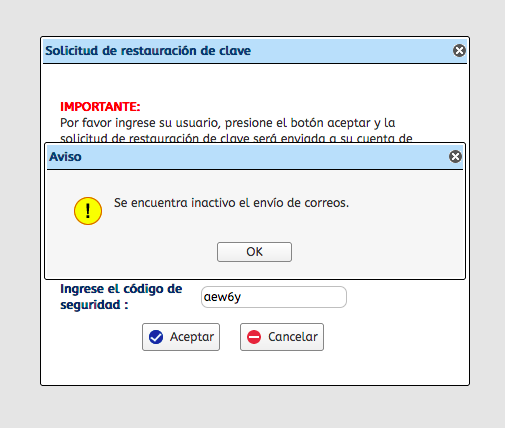 Solicitud de restauración de clave
IMPORTANTE:
Por favor ingrese su usuario, presione el botón aceptar y la
solicitud de restauración de clave será enviada a su cuenta de
Aviso
!
Se encuentra inactivo el envío de correos.
OK
Ingrese el código de
seguridad :
aew6y
Aceptar
Cancelar